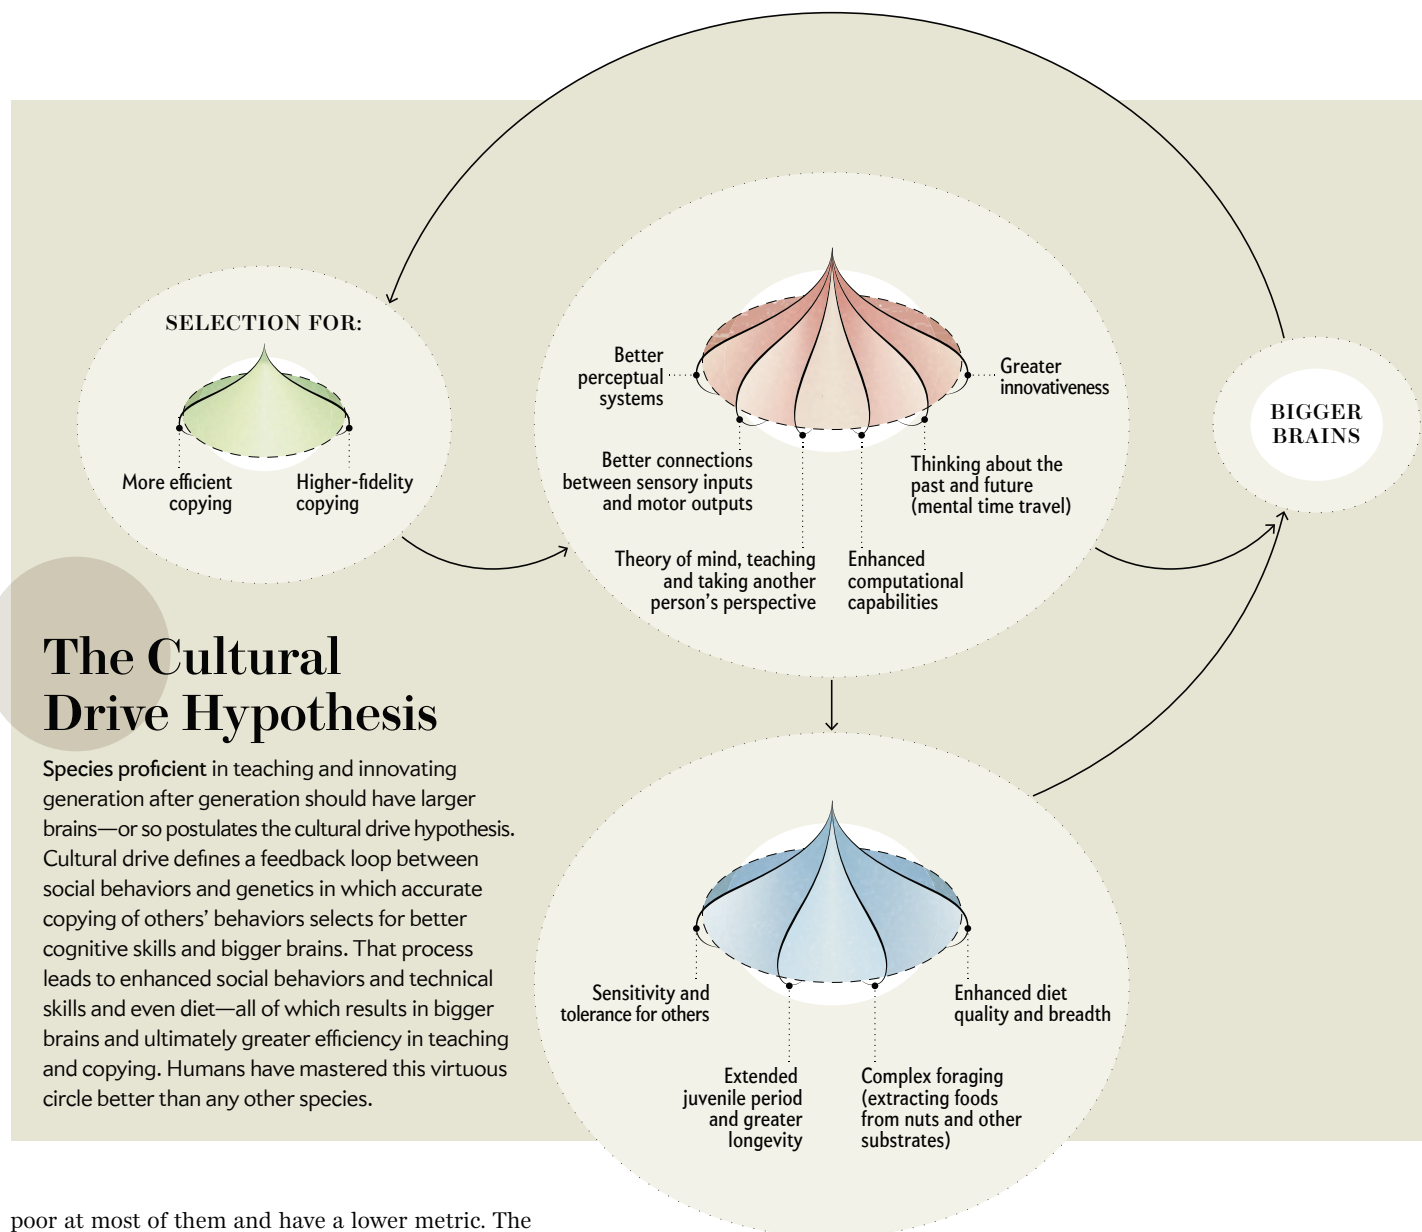 SELECTION FOR:
More efficient
copying
Higher-fidelity
copying
Better
perceptual
systems
Better connections
between sensory inputs
and motor outputs
Theory of mind, teaching
and taking another
person’s perspective
Enhanced
computational
capabilities
Thinking about the
past and future
(mental time travel)
Greater
innovativeness
BIGGER
BRAINS
The Cultural
Drive Hypothesis
Species proficient in teaching and innovating
generation after generation should have larger
brains—or so postulates the cultural drive hypothesis.
Cultural drive defines a feedback loop between
social behaviors and genetics in which accurate
copying of others’ behaviors selects for better
cognitive skills and bigger brains. That process
leads to enhanced social behaviors and technical
skills and even diet—all of which results in bigger
brains and ultimately greater efficiency in teaching
and copying. Humans have mastered this virtuous
circle better than any other species.
Sensitivity and
tolerance for others
Extended
juvenile period
and greater
longevity
Complex foraging
(extracting foods
from nuts and other
substrates)
Enhanced diet
quality and breadth
poor at most of them and have a lower metric. The